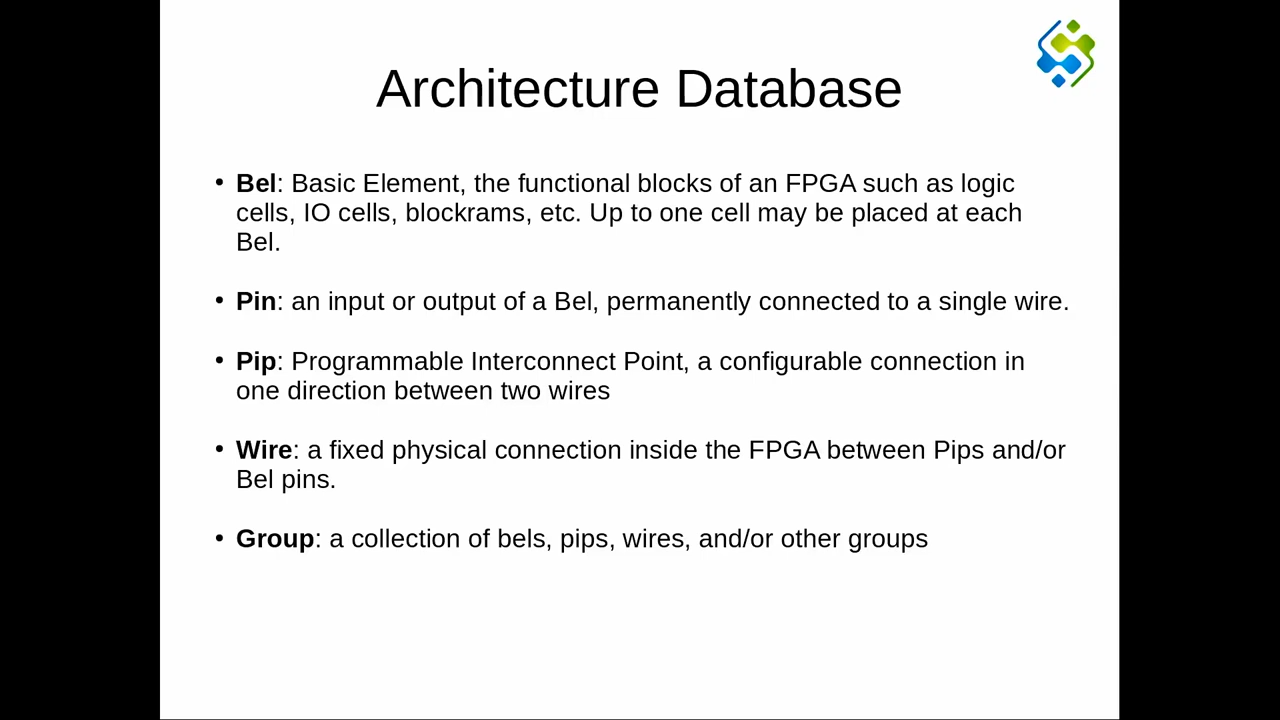 Architecture Database
• Bel: Basic Element, the functional blocks of an FPGA such as logic
cells, IO cells, blockrams, etc. Up to one cell may be placed at each
Bel.
• Pin: an input or output of a Bel, permanently connected to a single wire.
• Pip: Programmable Interconnect Point, a configurable connection in
one direction between two wires
• Wire: a fixed physical connection inside the FPGA between Pips and/or
Bel pins.
• Group: a collection of bels, pips, wires, and/or other groups